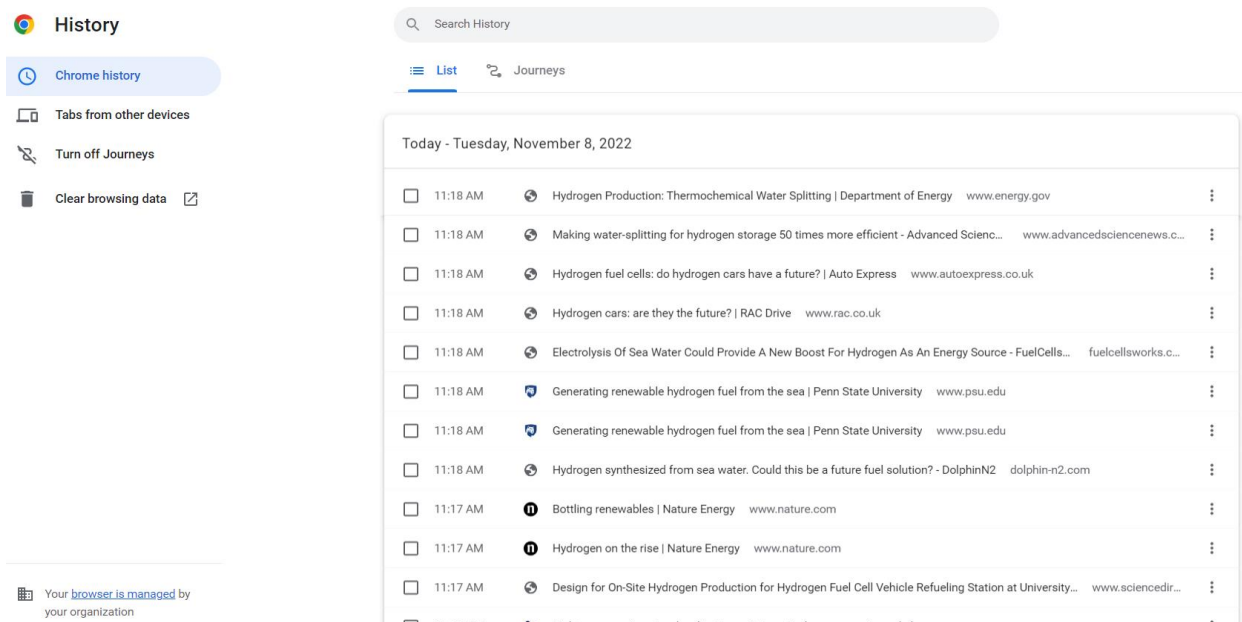 History
Search History
Chrome history
Tabs from other devices
Turn off Journeys
Clear browsing data
Your browser is managed by
your organization
List Journeys
Today - Tuesday, November 8, 2022
11:18 AM Hydrogen Production: Thermochemical Water Splitting | Department of Energy www.energy.gov
11:18 AM Making water-splitting for hydrogen storage 50 times more efficient - Advanced Scienc... www.advancedsciencenews.c...
11:18 AM Hydrogen fuel cells: do hydrogen cars have a future? | Auto Express www.autoexpress.co.uk
11:18 AM Hydrogen cars: are they the future? | RAC Drive www.rac.co.uk
11:18 AM Electrolysis Of Sea Water Could Provide A New Boost For Hydrogen As An Energy Source - FuelCells... fuelcellsworks.c...
11:18 AM Generating renewable hydrogen fuel from the sea | Penn State University www.psu.edu
11:18 AM Generating renewable hydrogen fuel from the sea | Penn State University www.psu.edu
11:18 AM Hydrogen synthesized from sea water. Could this be a future fuel solution? - DolphinN2 dolphin-n2.com
11:17 AM n Bottling renewables | Nature Energy www.nature.com
11:17 AM n Hydrogen on the rise | Nature Energy www.nature.com
11:17 AM Design for On-Site Hydrogen Production for Hydrogen Fuel Cell Vehicle Refueling Station at University... www.sciencedir...